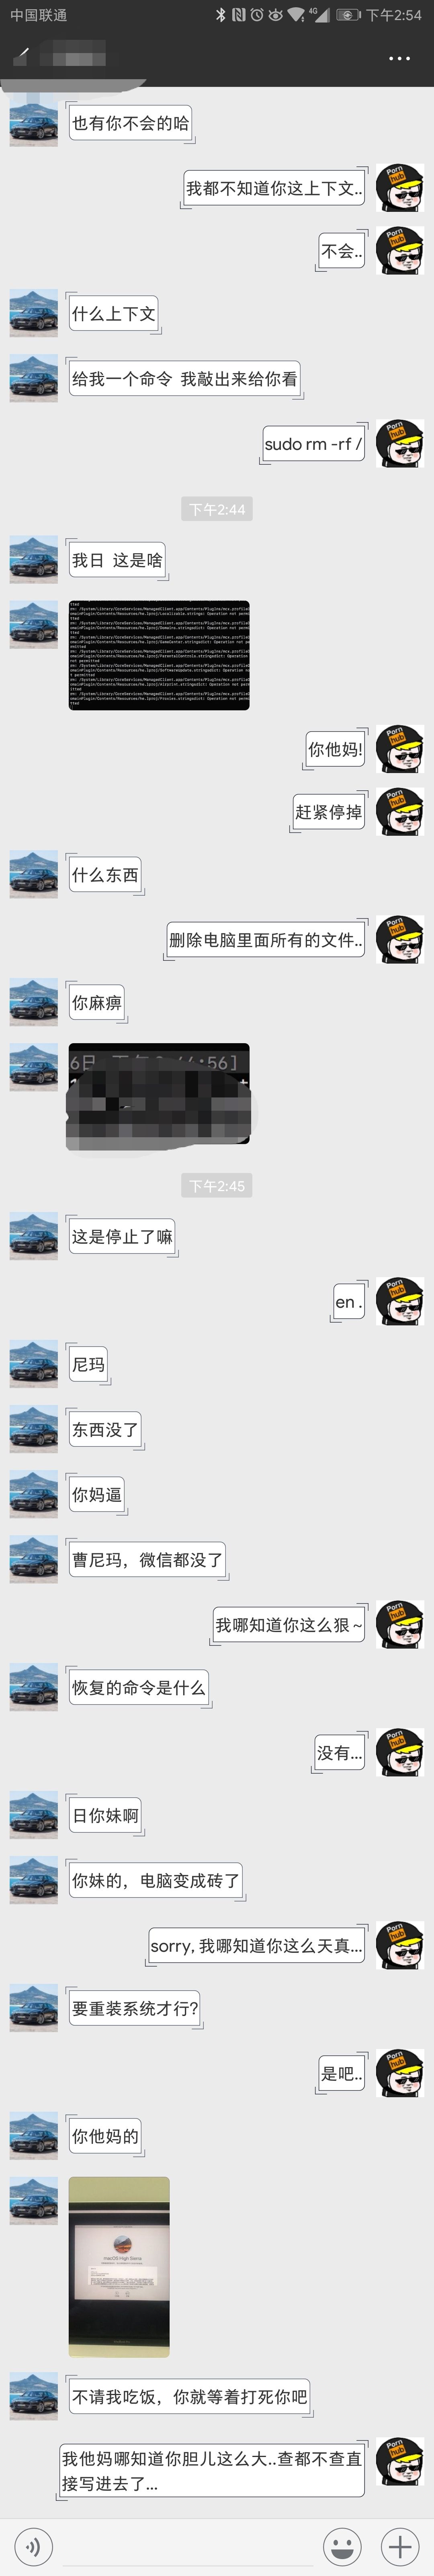 中国联通
4G
下午2:54
也有你不会的哈
我都不知道你这上下文..
不会..
什么上下文
给我一个命令 我敲出来给你看
sudo rm -rf /
下午2:44
我日 这是啥
你他妈!
赶紧停掉
什么东西
删除电脑里面所有的文件..
你麻痹
下午2:45
这是停止了嘛
en .
尼玛
东西没了
你妈逼
曹尼玛，微信都没了
我哪知道你这么狠~
恢复的命令是什么
没有...
日你妹啊
你妹的，电脑变成砖了
sorry, 我哪知道你这么天真...
要重装系统才行?
是吧..
你他妈的
macOS High Sierra
不请我吃饭，你就等着打死你吧
我他妈哪知道你胆儿这么大..查都不查直
接写进去了...